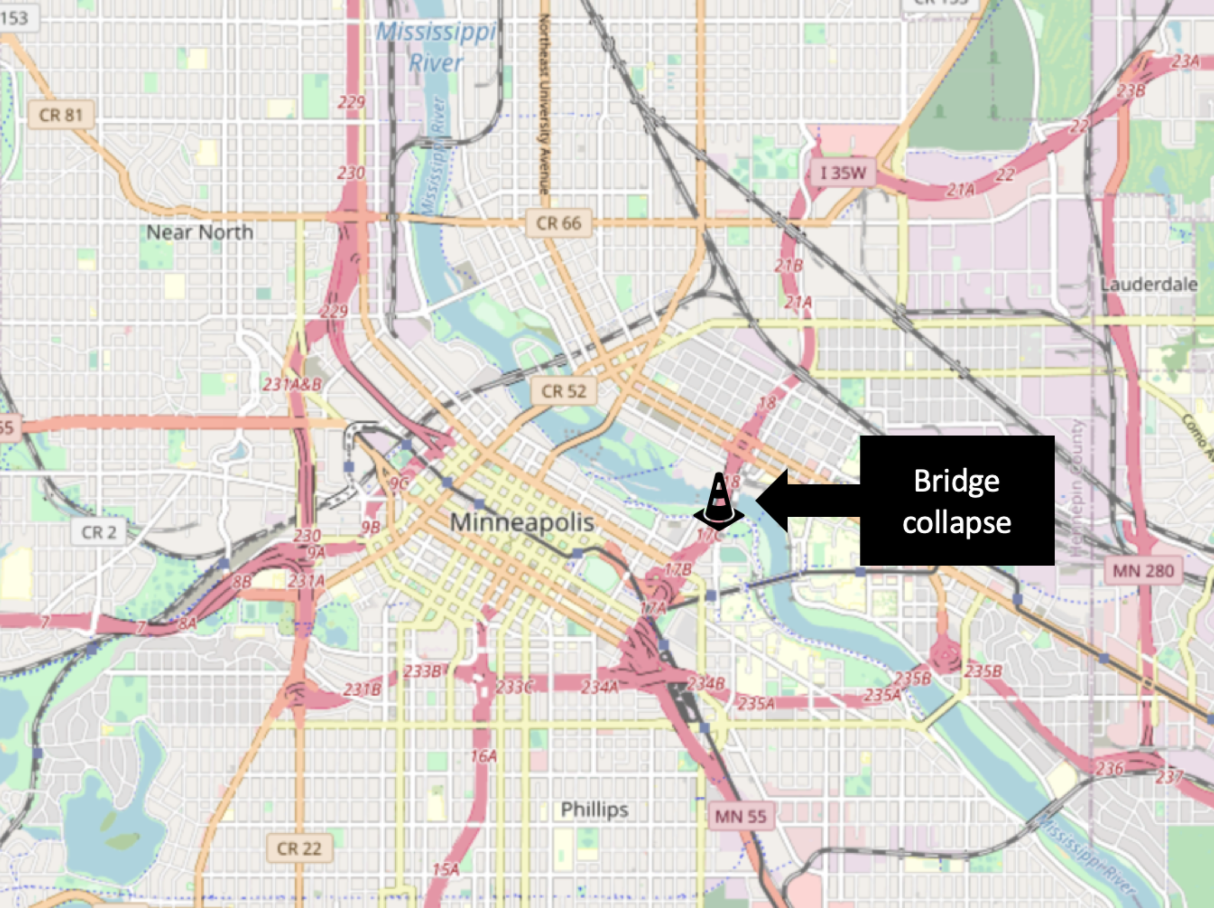 153
CR 153
Mississippi
River
23A
23B
229
CR 81
Northeast University Avenue
Mississippi River
22
230
I 35W
22
21A
CR 66
Near North
21B
Lauderdale
21A
229
231A&B
CR 52
18
55
Como A
Bridge
collapse
9G
18
Hennepin County
Minneapolis
CR 2
9B
17C
230
9A
17B
MN 280
8B
231A
17A
7
7
8A
233B
235B
235B
231B
233C
234A
234B
235A
235A
16A
236
237
Phillips
MN 55
Mississippi River
CR 22
15A